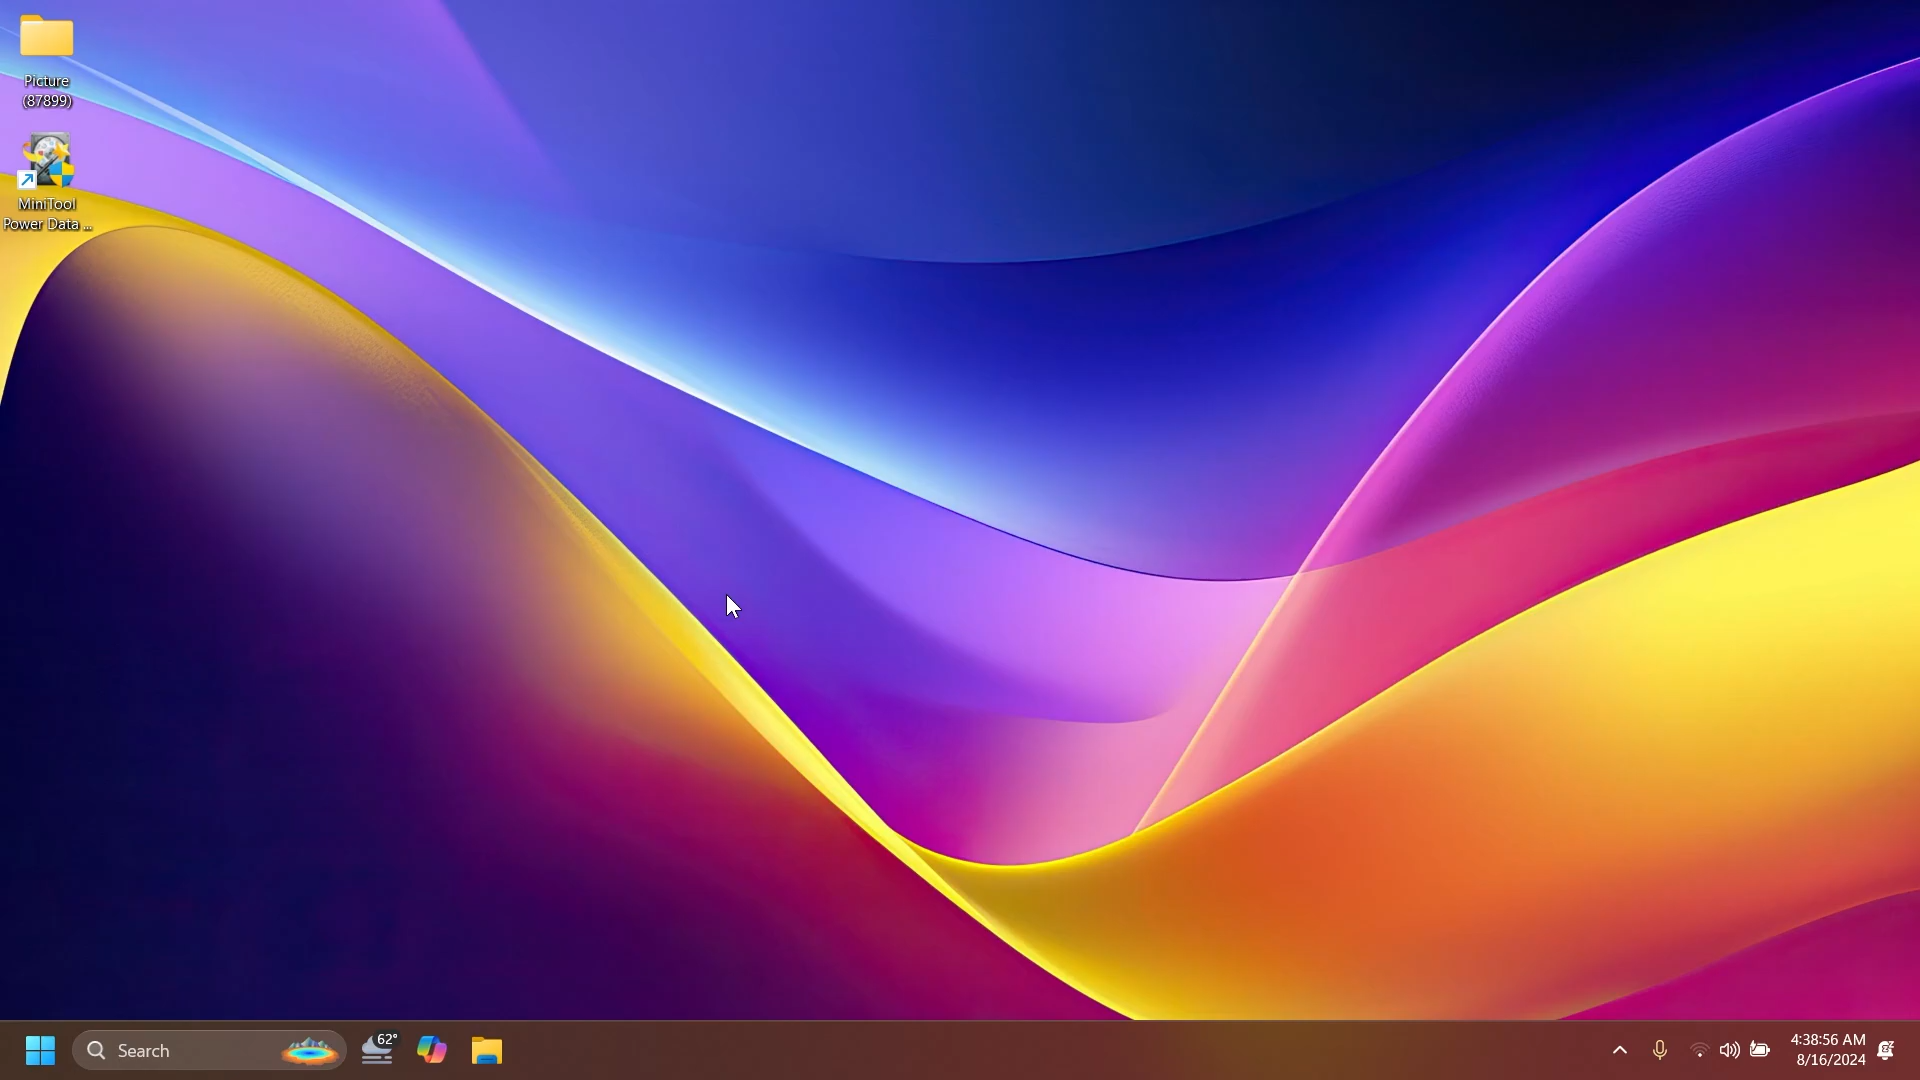 Picture
(87899)
MiniTool
Power Data ...
Search
62°
4:38:56 AM
8/16/2024